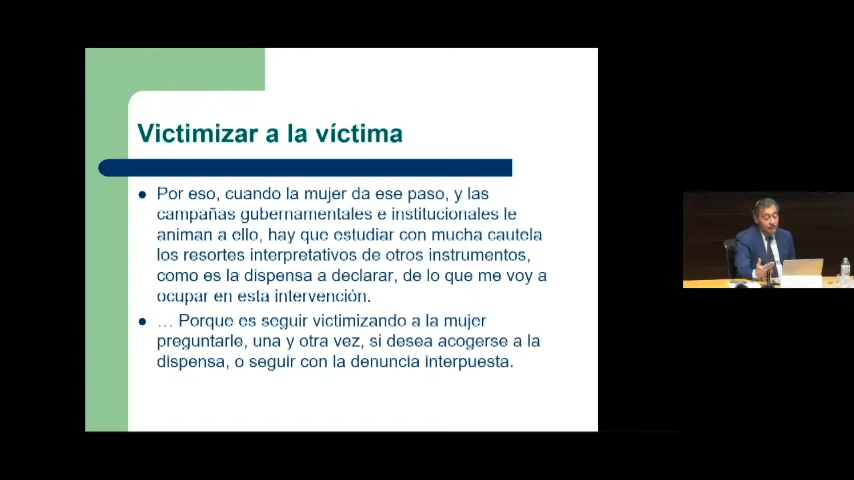 Victimizar a la víctima
● Por eso, cuando la mujer da ese paso, y las
campañas gubernamentales e institucionales le
animan a ello, hay que estudiar con mucha cautela
los resortes interpretativos de otros instrumentos,
como es la dispensa a declarar, de lo que me voy a
ocupar en esta intervención.
● … Porque es seguir victimizando a la mujer
preguntarle, una y otra vez, si desea acogerse a la
dispensa, o seguir con la denuncia interpuesta.